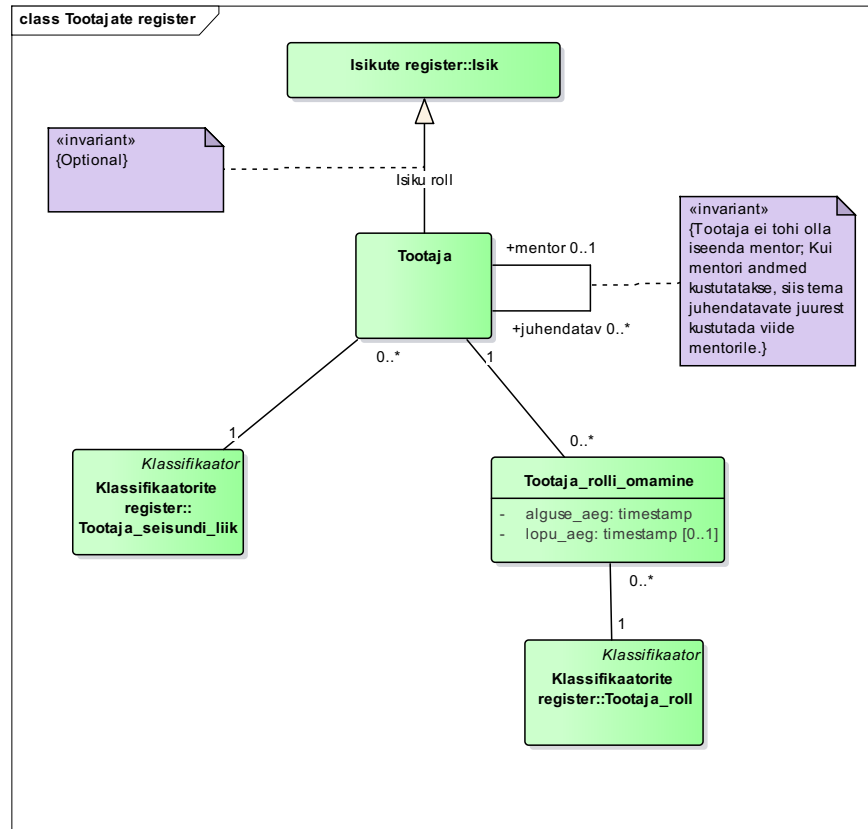 class Tootajate register
Isikute register::Isik
«invariant»
{Optional}
Isiku roll
«invariant»
{Tootaja ei tohi olla
iseenda mentor; Kui
mentori andmed
kustutatakse, siis tema
juhendatavate juurest
kustutada viide
mentorile.}
Tootaja
+mentor 0..1
+juhendatav 0..*
0..*
1
1
0..*
Klassifikaator
Klassifikaatorite
register::
Tootaja_seisundi_liik
Tootaja_rolli_omamine
- alguse_aeg: timestamp
- lopu_aeg: timestamp [0..1]
0..*
1
Klassifikaator
Klassifikaatorite
register::Tootaja_roll